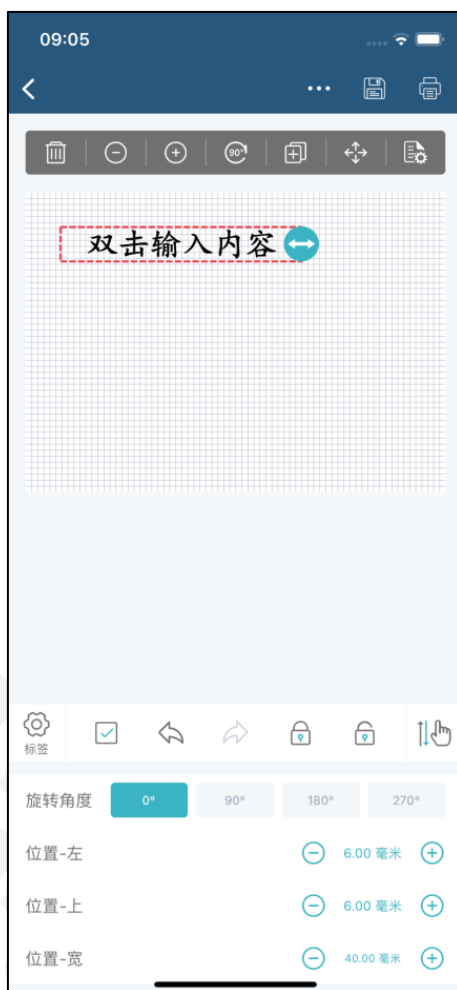 09:05
90°
双击输入内容
标签
旋转角度 0° 90° 180° 270°
位置-左 6.00 毫米
位置-上 6.00 毫米
位置-宽 40.00 毫米